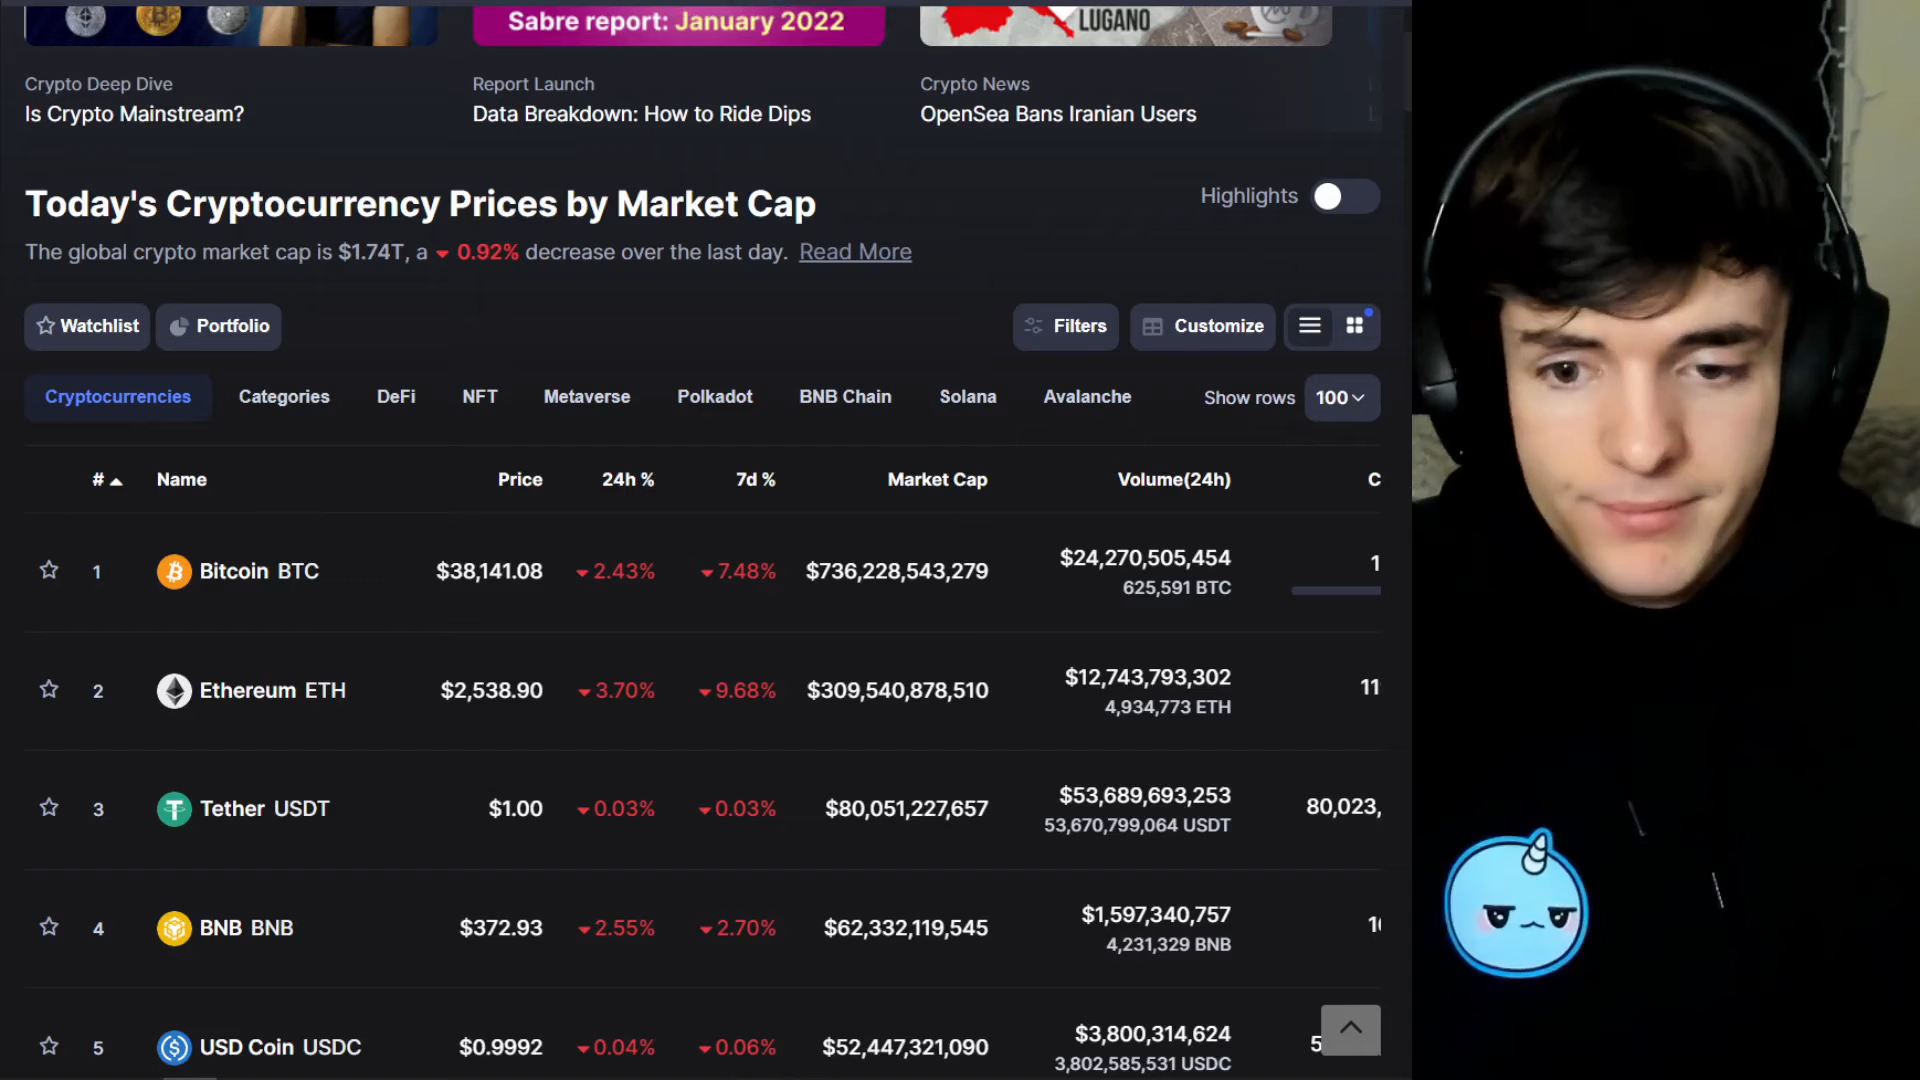 Sabre report: January 2022
LUGANO
Crypto Deep Dive
Is Crypto Mainstream?
Report Launch
Data Breakdown: How to Ride Dips
Crypto News
OpenSea Bans Iranian Users
Today's Cryptocurrency Prices by Market Cap
Highlights
The global crypto market cap is $1.74T, a 0.92% decrease over the last day. Read More
Watchlist
Portfolio
Filters
Customize
Cryptocurrencies
Categories
DeFi
NFT
Metaverse
Polkadot
BNB Chain
Solana
Avalanche
Show rows
100
# Name Price 24h % 7d % Market Cap Volume(24h) C
1 Bitcoin BTC $38,141.08 2.43% 7.48% $736,228,543,279 $24,270,505,454 1
625,591 BTC
2 Ethereum ETH $2,538.90 3.70% 9.68% $309,540,878,510 $12,743,793,302 11
4,934,773 ETH
3 Tether USDT $1.00 0.03% 0.03% $80,051,227,657 $53,689,693,253 80,023,
53,670,799,064 USDT
4 BNB BNB $372.93 2.55% 2.70% $62,332,119,545 $1,597,340,757
4,231,329 BNB
5 USD Coin USDC $0.9992 0.04% 0.06% $52,447,321,090 $3,800,314,624 5
3,802,585,531 USDC